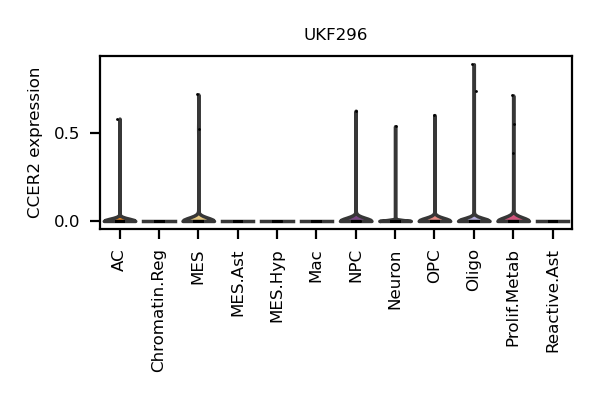 UKF296
CCER2 expression
0.5
0.0
AC
Chromatin.Reg
MES
MES.Ast
MES.Hyp
Mac
NPC
Neuron
OPC
Oligo
Prolif.Metab
Reactive.Ast